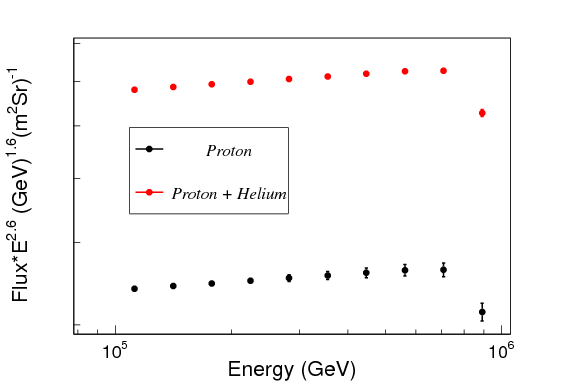 Flux*E^2.6 (GeV)^1.6(m^2Sr)^-1
Proton
Proton + Helium
10^5
10^6
Energy (GeV)